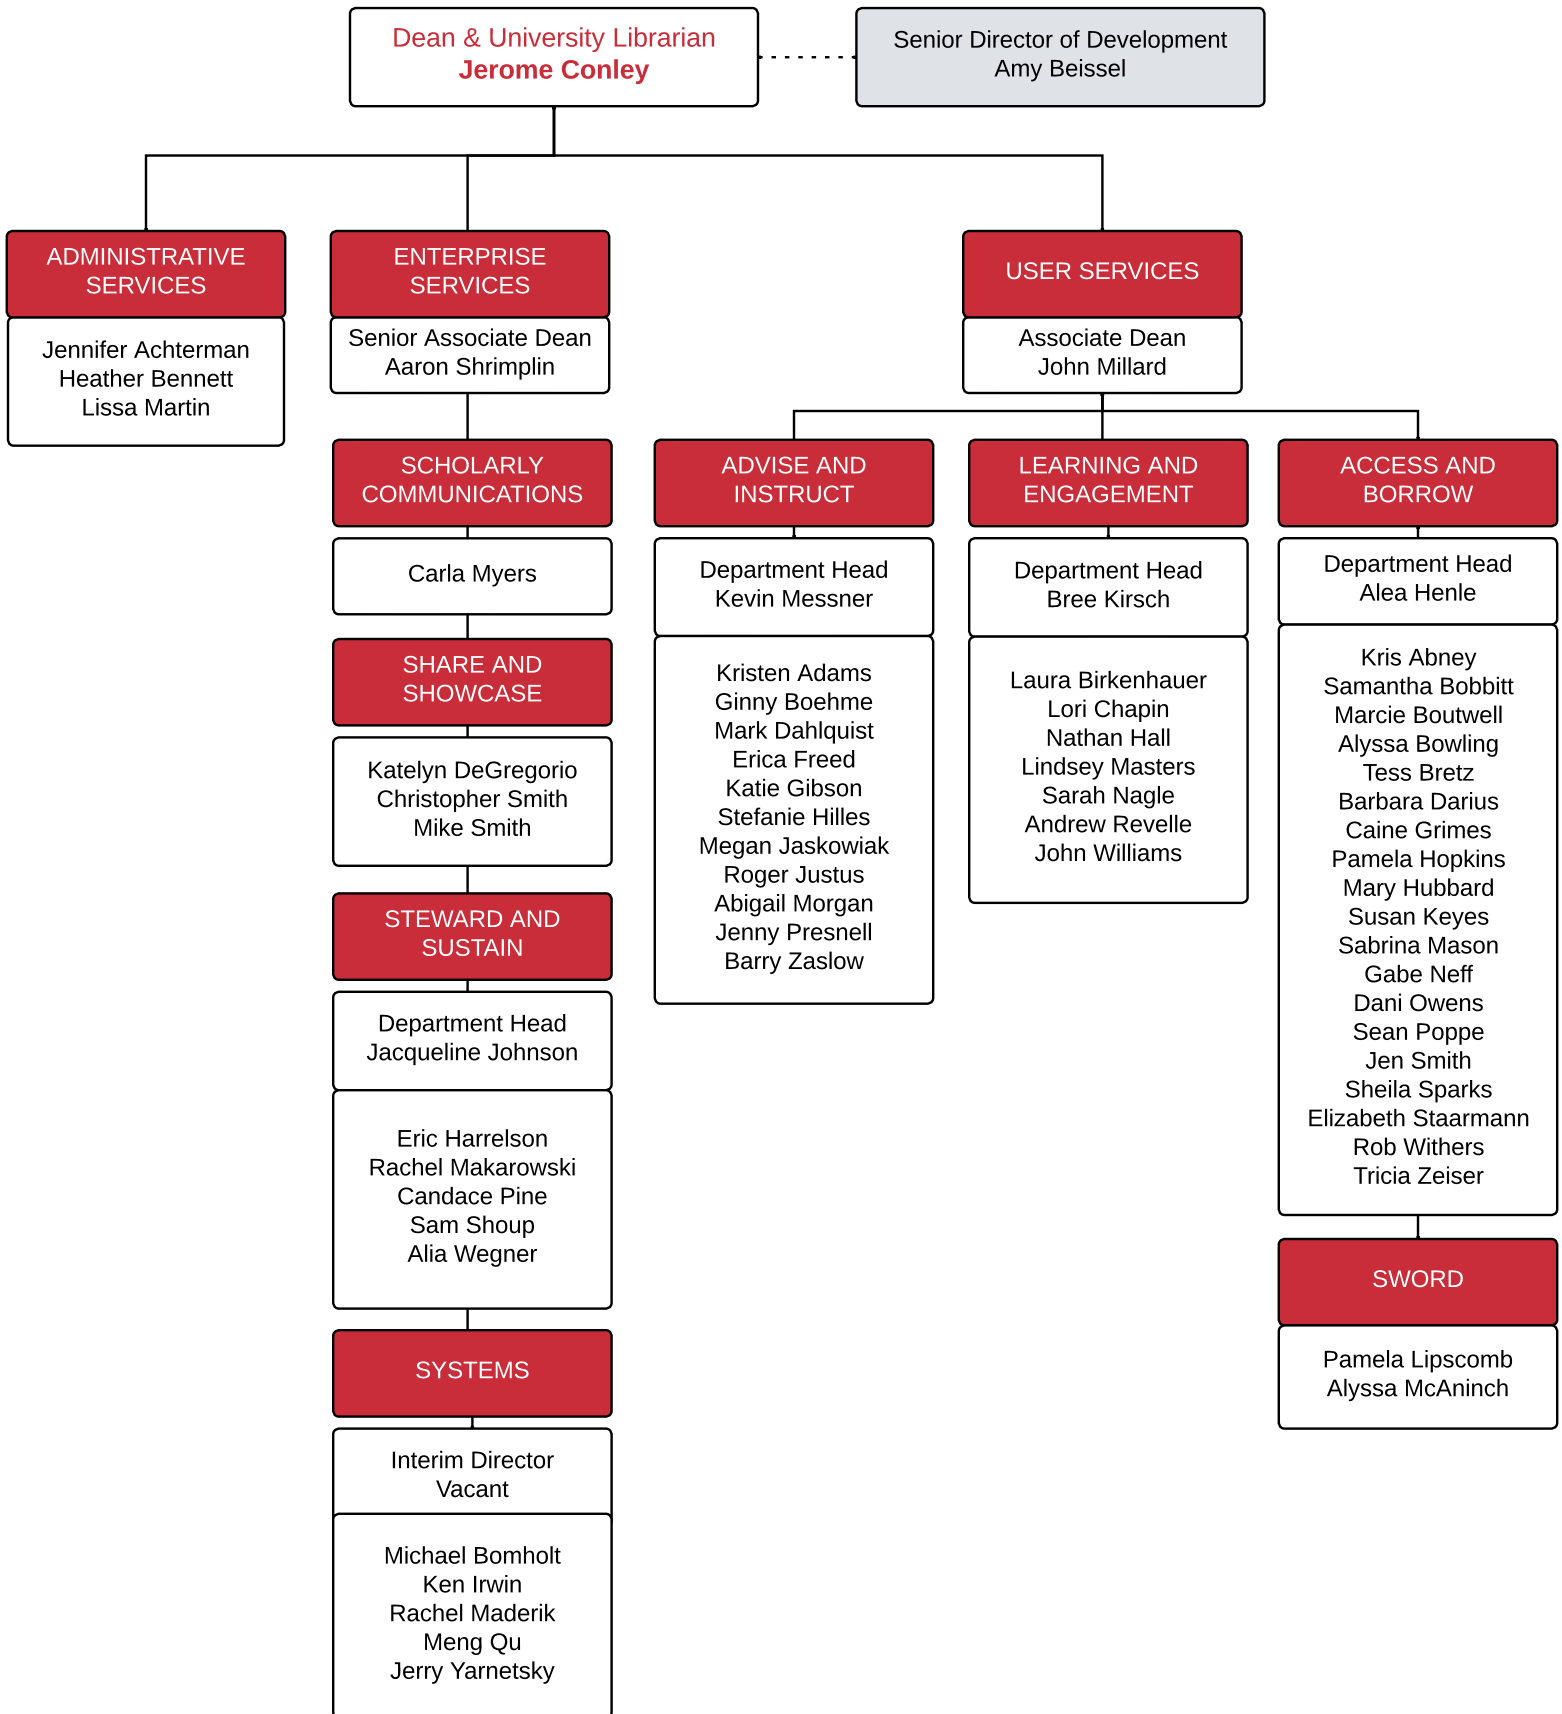 Dean & University Librarian
Jerome Conley
Senior Director of Development
Amy Beissel
ADMINISTRATIVE
SERVICES
Jennifer Achterman
Heather Bennett
Lissa Martin
ENTERPRISE
SERVICES
Senior Associate Dean
Aaron Shrimplin
SCHOLARLY
COMMUNICATIONS
Carla Myers
SHARE AND
SHOWCASE
Katelyn DeGregorio
Christopher Smith
Mike Smith
STEWARD AND
SUSTAIN
Department Head
Jacqueline Johnson
Eric Harrelson
Rachel Makarowski
Candace Pine
Sam Shoup
Alia Wegner
SYSTEMS
Interim Director
Vacant
Michael Bomholt
Ken Irwin
Rachel Maderik
Meng Qu
Jerry Yarnetsky
USER SERVICES
Associate Dean
John Millard
ADVISE AND
INSTRUCT
Department Head
Kevin Messner
Kristen Adams
Ginny Boehme
Mark Dahlquist
Erica Freed
Katie Gibson
Stefanie Hilles
Megan Jaskowiak
Roger Justus
Abigail Morgan
Jenny Presnell
Barry Zaslow
LEARNING AND
ENGAGEMENT
Department Head
Bree Kirsch
Laura Birkenhauer
Lori Chapin
Nathan Hall
Lindsey Masters
Sarah Nagle
Andrew Revelle
John Williams
ACCESS AND
BORROW
Department Head
Alea Henle
Kris Abney
Samantha Bobbitt
Marcie Boutwell
Alyssa Bowling
Tess Bretz
Barbara Darius
Caine Grimes
Pamela Hopkins
Mary Hubbard
Susan Keyes
Sabrina Mason
Gabe Neff
Dani Owens
Sean Poppe
Jen Smith
Sheila Sparks
Elizabeth Staarmann
Rob Withers
Tricia Zeiser
SWORD
Pamela Lipscomb
Alyssa McAninch